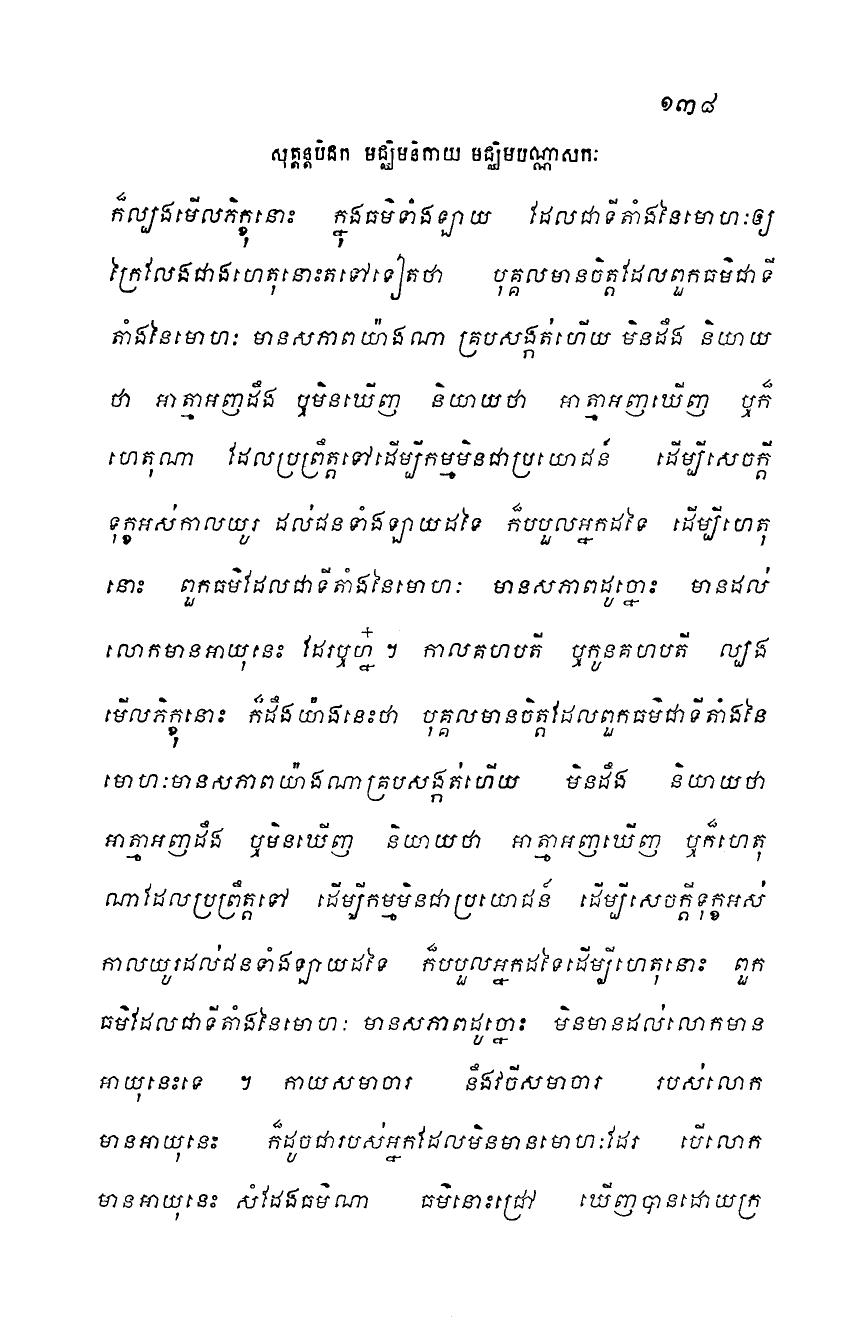 ១៣៨
សុត្តន្តបិដក មជ្ឈិមនិកាយ មជ្ឈិមបណ្ណាសកៈ
ក៏ល្បងមើលភិក្ខុនោះ ក្នុងធម៌ទាំងឡាយ ដែលជាទីតាំងនៃមោហៈឲ្យ
ក្រៃលែងជាងហេតុនោះតទៅទៀតថា បុគ្គលមានចិត្តដែលពួកធម៌ជាទី
តាំងនៃមោហៈ មានសភាពយ៉ាងណា គ្របសង្កត់ហើយ មិនដឹង និយាយ
ថា អាត្មាអញដឹង ឬមិនឃើញ និយាយថា អាត្មាអញឃើញ ឬក៏
ហេតុណា ដែលប្រព្រឹត្តទៅដើម្បីកម្មមិនជាប្រយោជន៍ ដើម្បីសេចក្តី
ទុក្ខអស់កាលយូរ ដល់ជនទាំងឡាយដទៃ ក៏បបួលអ្នកដទៃ ដើម្បីហេតុ
នោះ ពួកធម៌ដែលជាទីតាំងនៃមោហៈ មានសភាពដូច្នោះ មានដល់
លោកមានអាយុនេះ ដែរឬហ្ន៎ ។ កាលគហបតី ឬកូនគហបតី ល្បង
មើលភិក្ខុនោះ ក៏ដឹងយ៉ាងនេះថា បុគ្គលមានចិត្តដែលពួកធម៌ជាទីតាំងនៃ
មោហៈមានសភាពយ៉ាងណាគ្របសង្កត់ហើយ មិនដឹង និយាយថា
អាត្មាអញដឹង ឬមិនឃើញ និយាយថា អាត្មាអញឃើញ ឬក៏ហេតុ
ណាដែលប្រព្រឹត្តទៅ ដើម្បីកម្មមិនជាប្រយោជន៍ ដើម្បីសេចក្តីទុក្ខអស់
កាលយូរដល់ជនទាំងឡាយដទៃ ក៏បបួលអ្នកដទៃដើម្បីហេតុនោះ ពួក
ធម៌ដែលជាទីតាំងនៃមោហៈ មានសភាពដូច្នោះ មិនមានដល់លោកមាន
អាយុនេះទេ ។ កាយសមាចារ នឹងវចីសមាចារ របស់លោក
មានអាយុនេះ ក៏ដូចជារបស់អ្នកដែលមិនមានមោហៈដែរ បើលោក
មានអាយុនេះ សំដែងធម៌ណា ធម៌នោះជ្រៅ ឃើញបានដោយក្រ